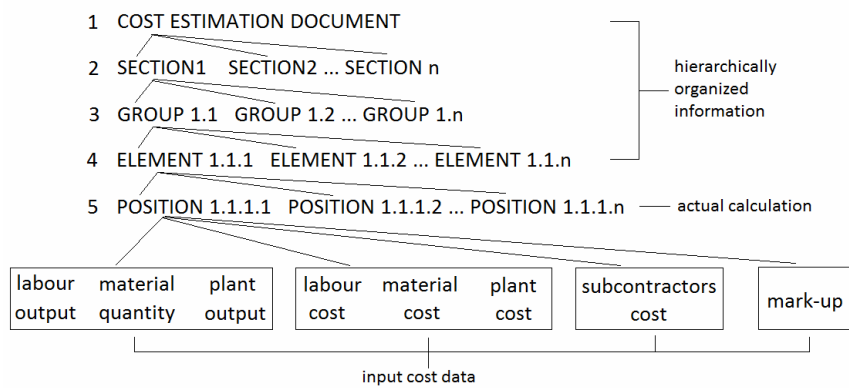 1 COST ESTIMATION DOCUMENT
2 SECTION1 SECTION2 ... SECTION n
hierarchically
organized
information
3 GROUP 1.1 GROUP 1.2 ... GROUP 1.n
4 ELEMENT 1.1.1 ELEMENT 1.1.2 ... ELEMENT 1.1.n
5 POSITION 1.1.1.1 POSITION 1.1.1.2 ... POSITION 1.1.1.n
actual calculation
labour material plant
output quantity output
labour material plant
cost cost cost
subcontractors
cost
mark-up
input cost data